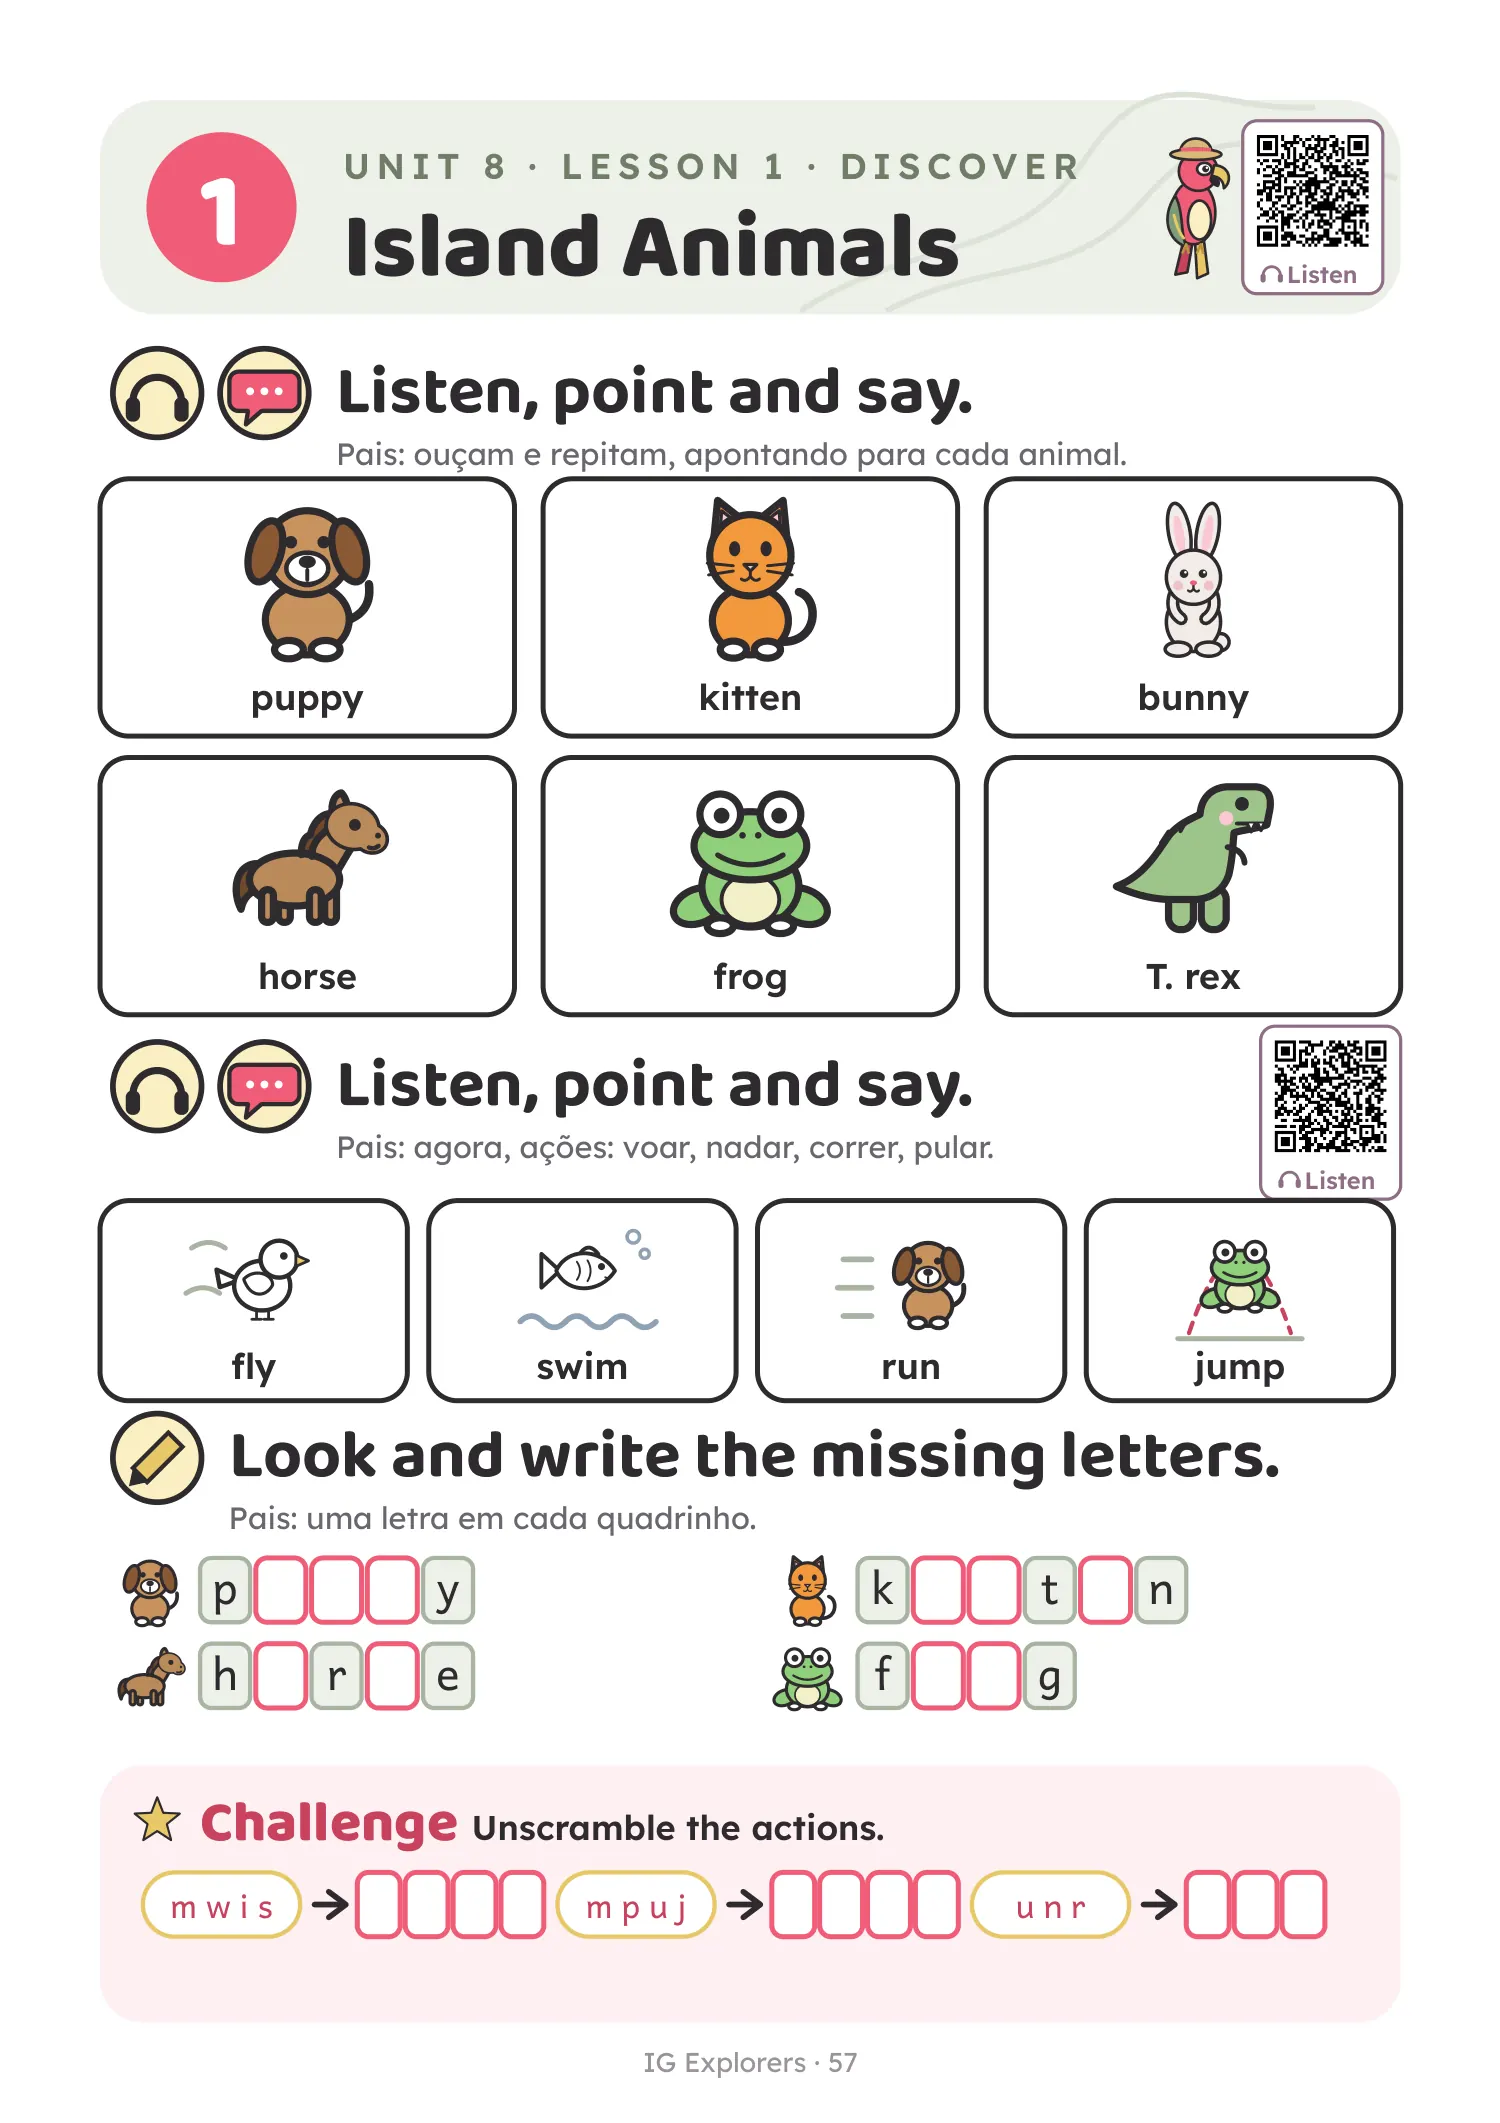 1
UNIT 8 · LESSON 1 · DISCOVER
Island Animals
Listen
Listen, point and say.
Pais: ouçam e repitam, apontando para cada animal.
puppy
kitten
bunny
horse
frog
T. rex
Listen, point and say.
Pais: agora, ações: voar, nadar, correr, pular.
Listen
fly
swim
run
jump
Look and write the missing letters.
Pais: uma letra em cada quadrinho.
p y
k t n
h r e
f g
Challenge Unscramble the actions.
m w i s
m p u j
u n r
IG Explorers · 57